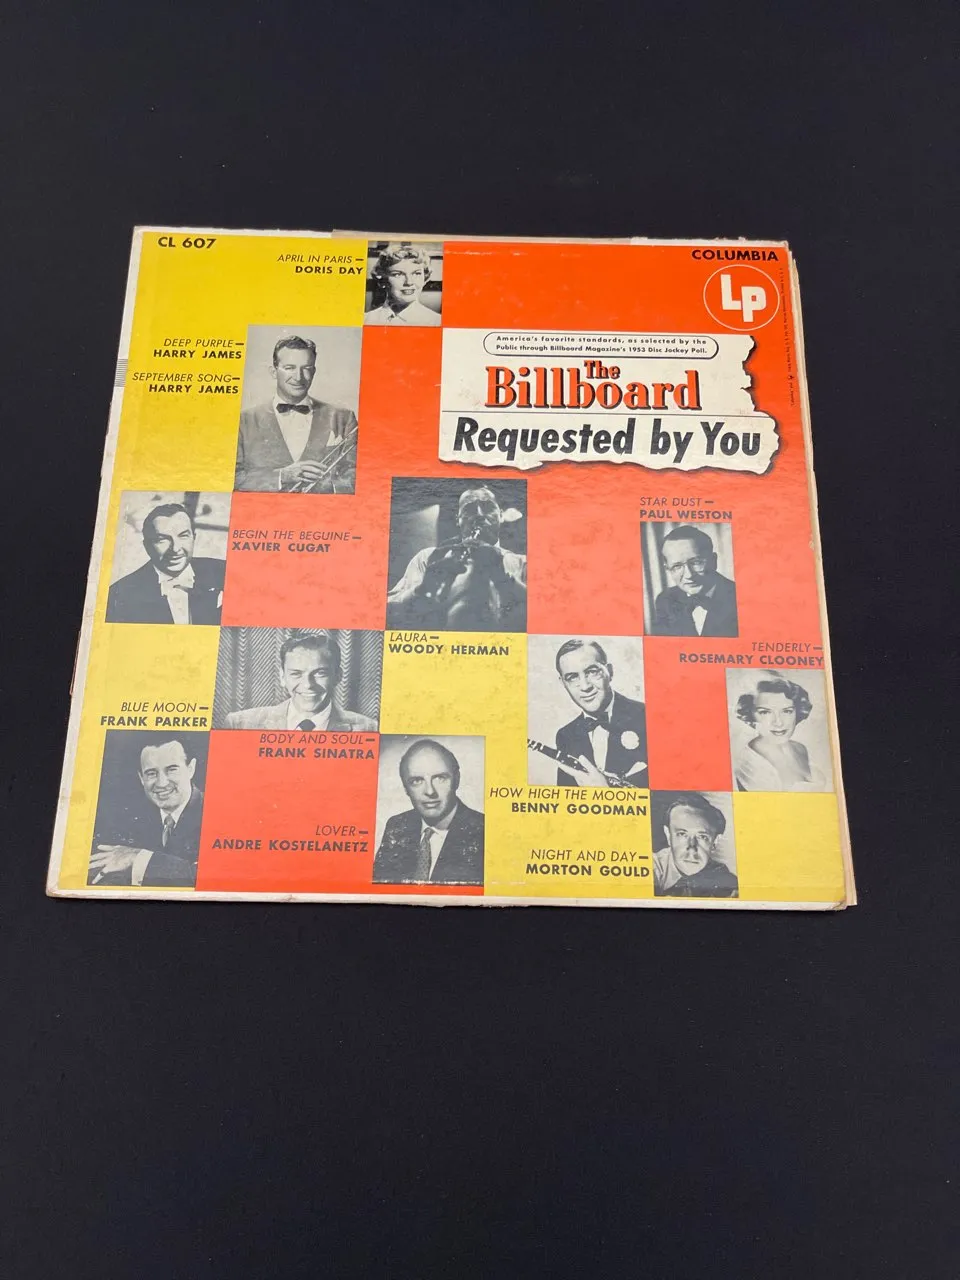 CL 607
COLUMBIA
Lp
APRIL IN PARIS –
DORIS DAY
America's favorite standards, as selected by the
Public through Billboard Magazine's 1953 Disc Jockey Poll.
The
Billboard
Requested by You
DEEP PURPLE–
HARRY JAMES
SEPTEMBER SONG–
HARRY JAMES
BEGIN THE BEGUINE –
XAVIER CUGAT
STAR DUST –
PAUL WESTON
LAURA –
WOODY HERMAN
TENDERLY –
ROSEMARY CLOONEY
BLUE MOON –
FRANK PARKER
BODY AND SOUL–
FRANK SINATRA
HOW HIGH THE MOON–
BENNY GOODMAN
LOVER –
ANDRE KOSTELANETZ
NIGHT AND DAY–
MORTON GOULD